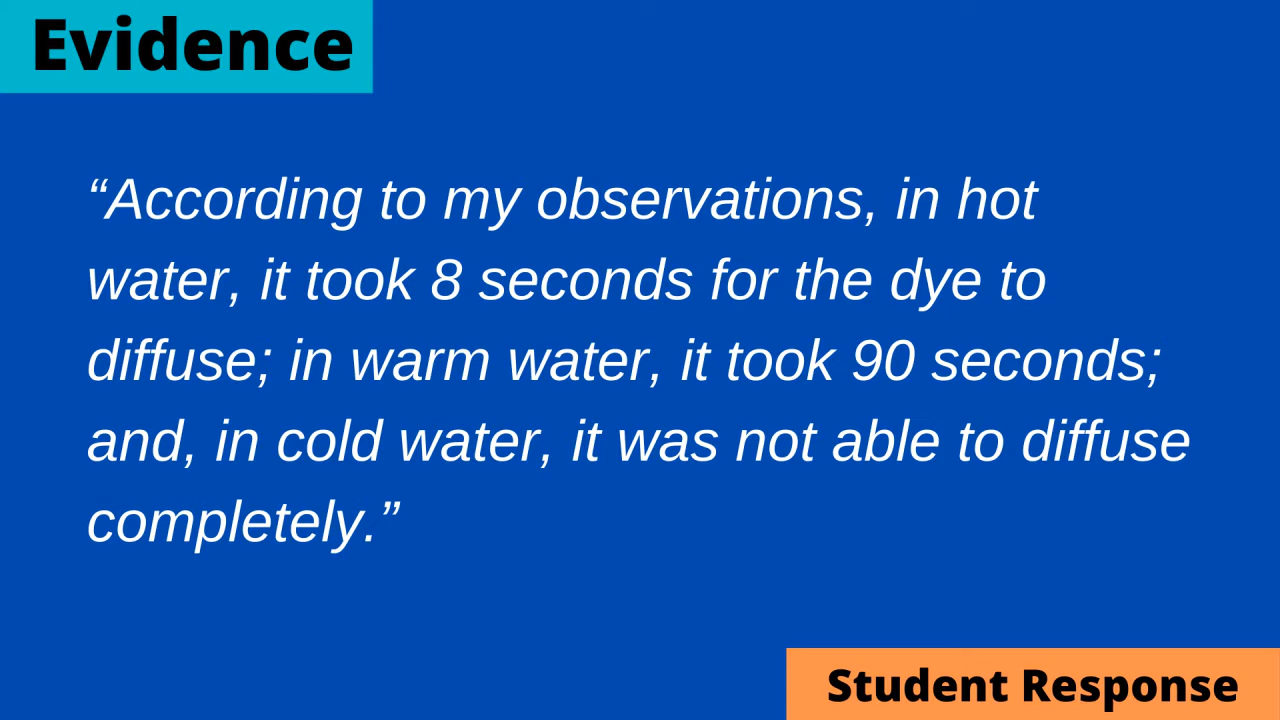 Evidence
“According to my observations, in hot
water, it took 8 seconds for the dye to
diffuse; in warm water, it took 90 seconds;
and, in cold water, it was not able to diffuse
completely.”
Student Response